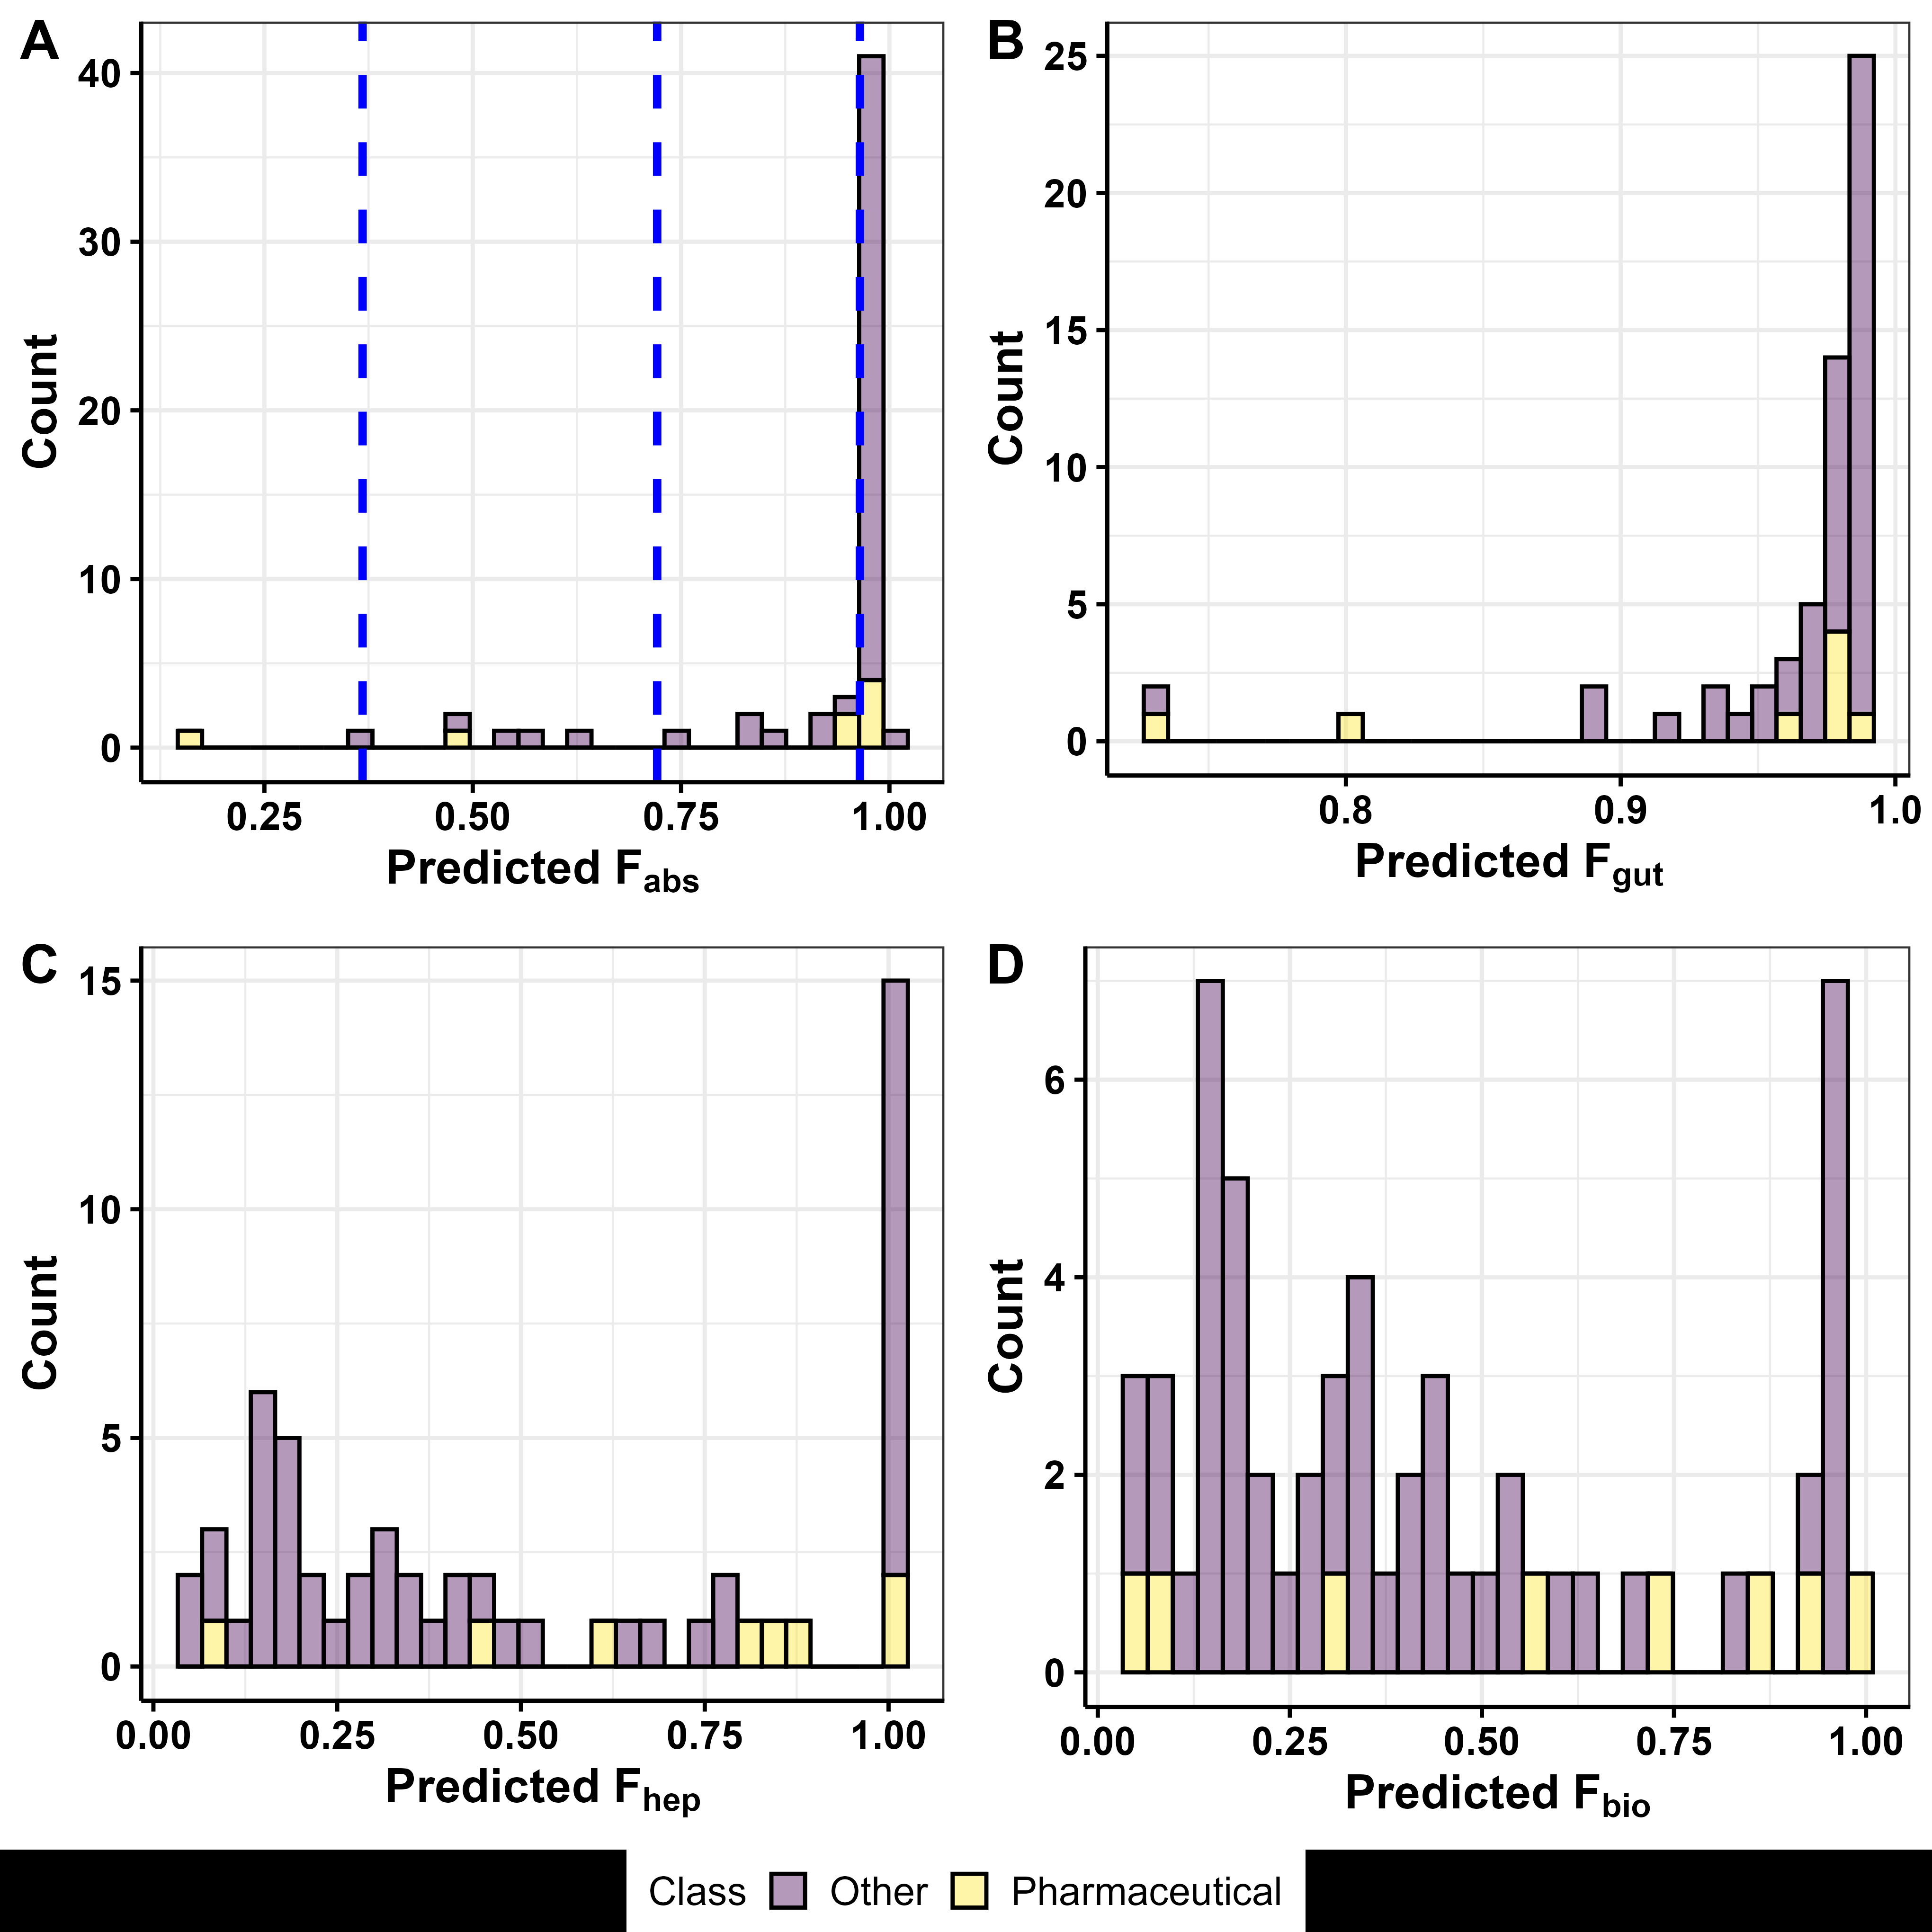 A
Count
40
30
20
10
0
0.25 0.50 0.75 1.00
Predicted Fabs
B
Count
25
20
15
10
5
0
0.8 0.9 1.0
Predicted Fgut
C
Count
15
10
5
0
0.00 0.25 0.50 0.75 1.00
Predicted Fhep
D
Count
6
4
2
0
0.00 0.25 0.50 0.75 1.00
Predicted Fbio
Class Other Pharmaceutical